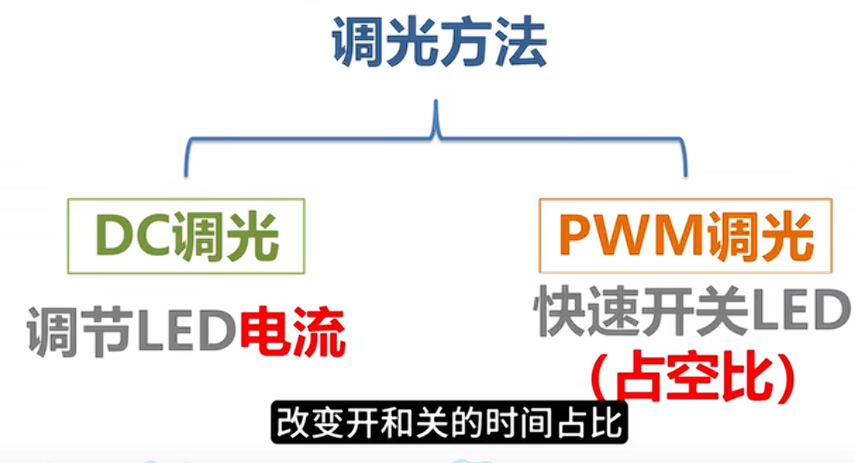 调光方法
DC调光
调节LED电流
PWM调光
快速开关LED
（占空比）
改变开和关的时间占比